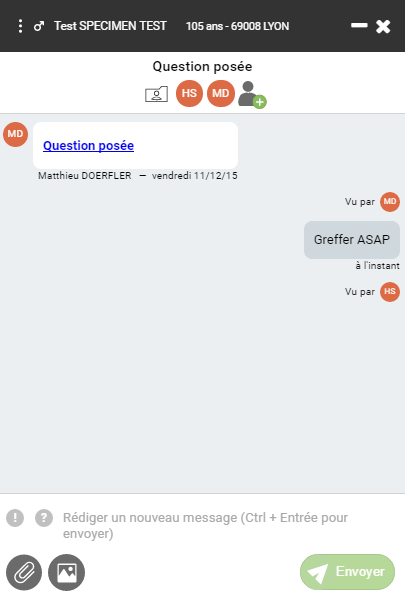 Test SPECIMEN TEST 105 ans - 69008 LYON
Question posée
HS MD
MD
Question posée
Matthieu DOERFLER — vendredi 11/12/15
Vu par MD
Greffer ASAP
à l'instant
Vu par HS
! ? Rédiger un nouveau message (Ctrl + Entrée pour
envoyer)
Envoyer